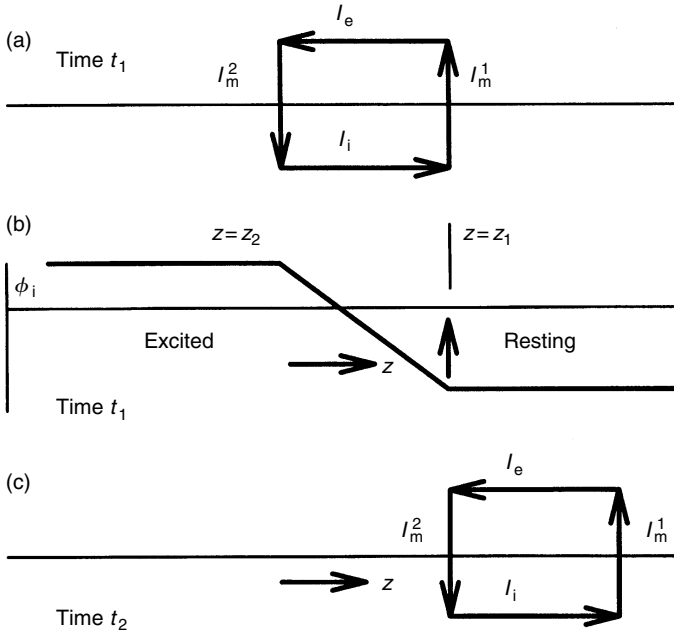 (a)
I_e
Time t_1
I_m^2
I_m^1
I_i
(b)
z = z_2
z = z_1
ϕ_i
Excited
Resting
z
Time t_1
(c)
I_e
I_m^2
I_m^1
z
I_i
Time t_2